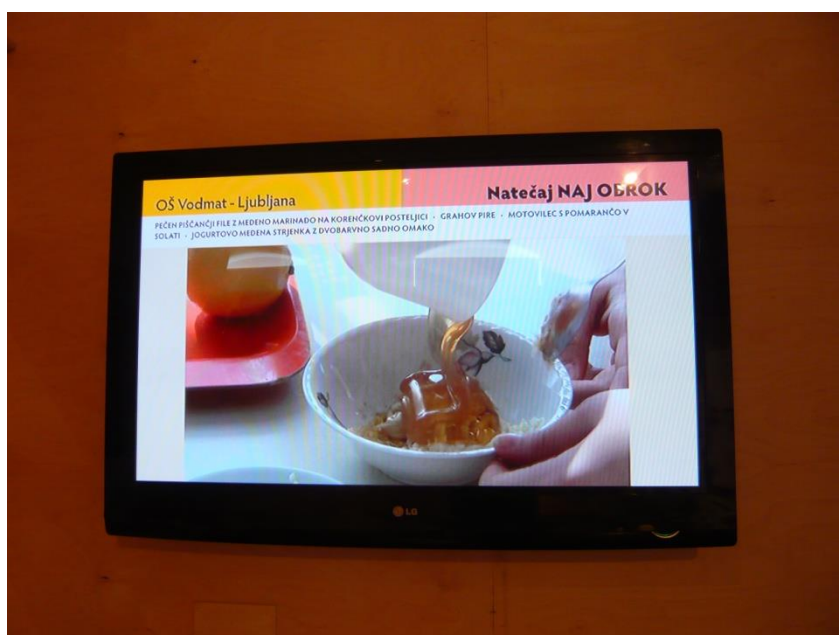 OŠ Vodmat - Ljubljana
Natečaj NAJ OBROK
PEČEN PIŠČANČJI FILE Z MEDENO MARINADO NA KORENČKOVI POSTELJICI • GRAHOV PIRE • MOTOVILEC S POMARANČO V
SOLATI • JOGURTOVO MEDENA STRJENKA Z DVOBARVNO SADNO OMAKO
LG